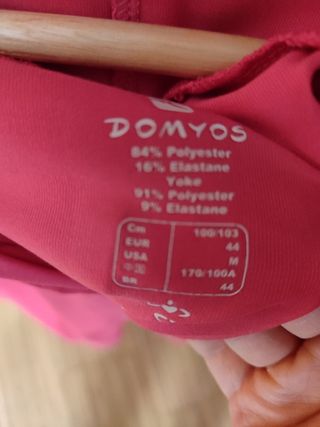 DOMYOS
84% Polyester
16% Elastane
Yoke
91% Polyester
9% Elastane
Cm 100/103
EUR 44
USA M
中国 170/100A
BR 44